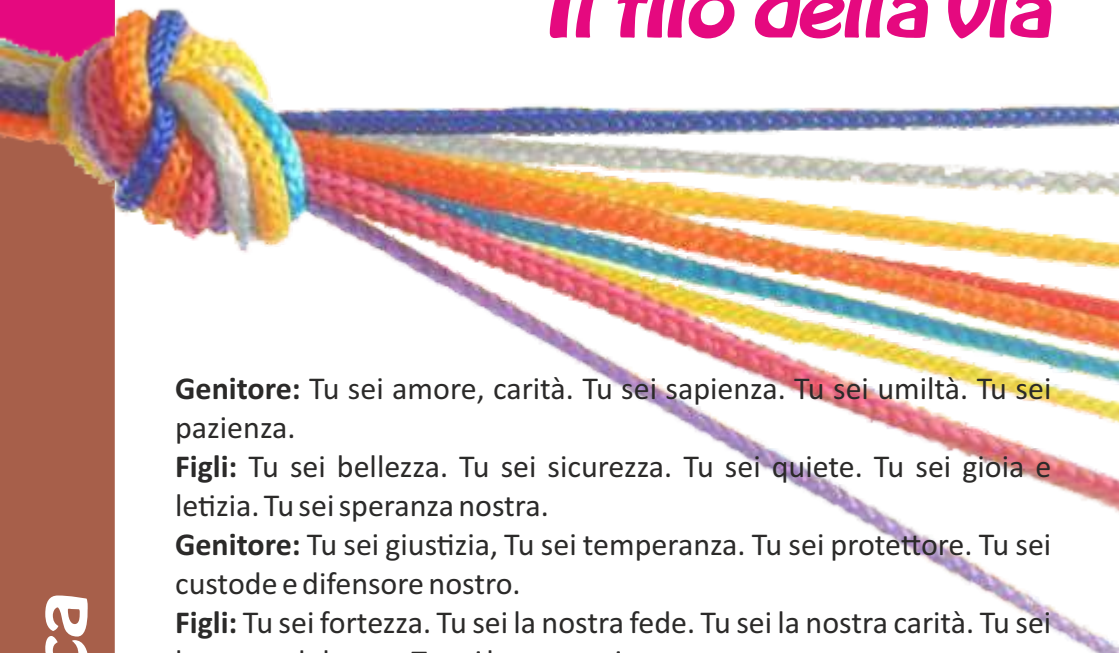 Il filo della via
Genitore: Tu sei amore, carità. Tu sei sapienza. Tu sei umiltà. Tu sei
pazienza.
Figli: Tu sei bellezza. Tu sei sicurezza. Tu sei quiete. Tu sei gioia e
letizia. Tu sei speranza nostra.
Genitore: Tu sei giustizia, Tu sei temperanza. Tu sei protettore. Tu sei
custode e difensore nostro.
Figli: Tu sei fortezza. Tu sei la nostra fede. Tu sei la nostra carità. Tu sei
ca